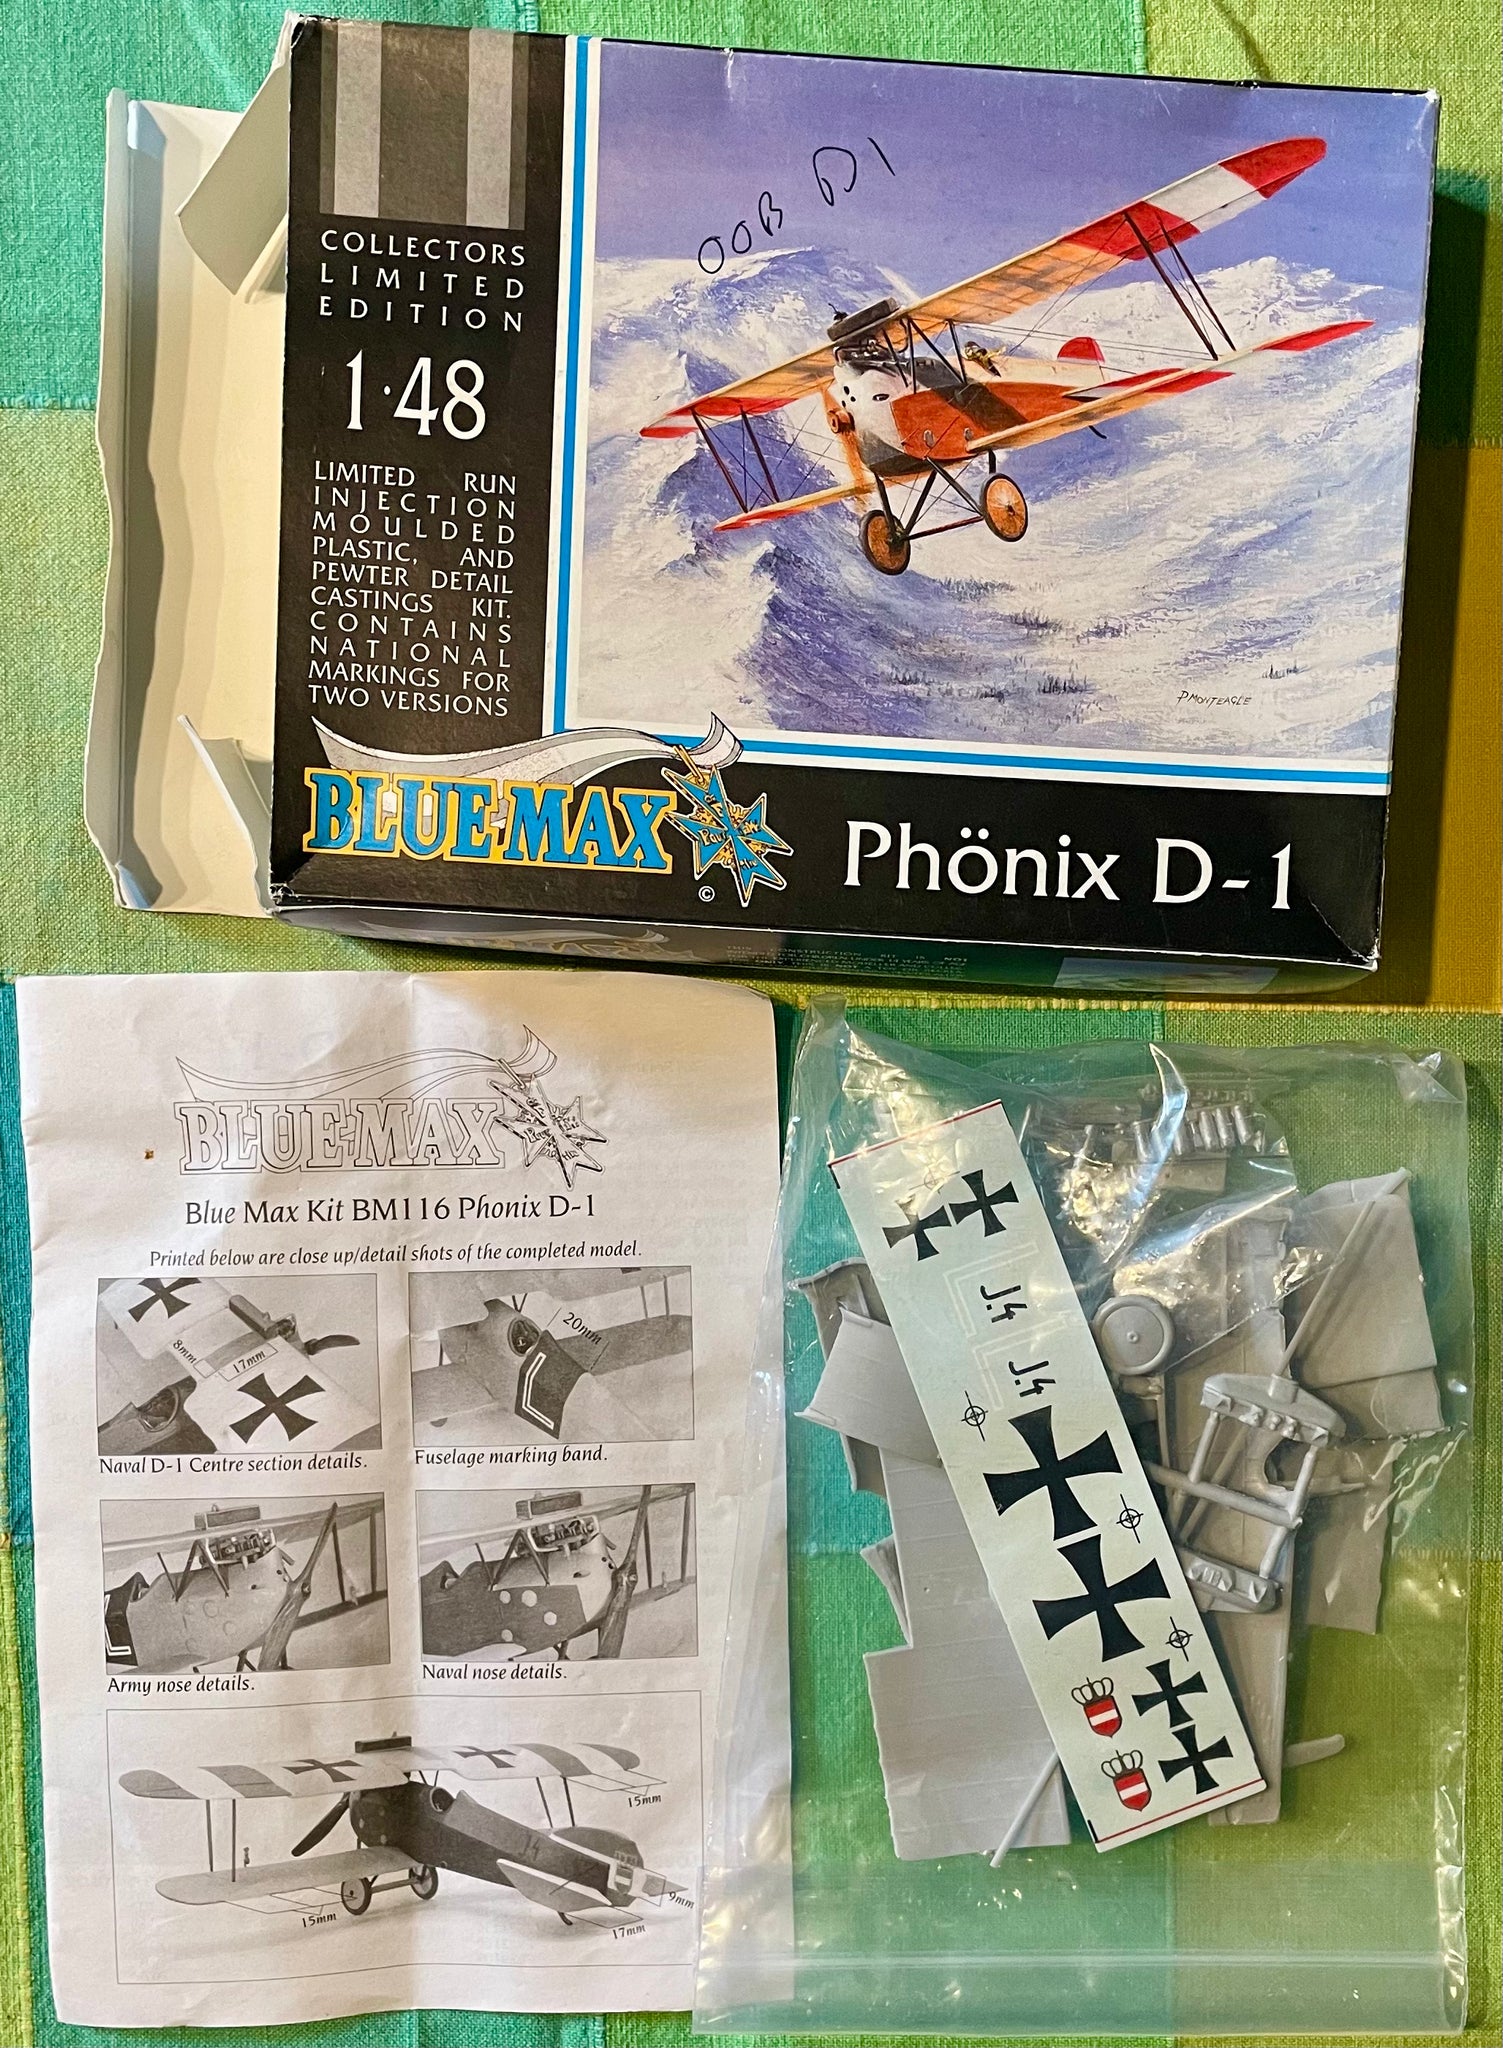 COLLECTORS
LIMITED
EDITION
1·48
LIMITED RUN
INJECTION
MOULDED
PLASTIC, AND
PEWTER DETAIL
CASTINGS KIT.
CONTAINS
NATIONAL
MARKINGS FOR
TWO VERSIONS
OOB D1
P MONTEAGLE
BLUE MAX
©
Phönix D-1
BLUE MAX
Blue Max Kit BM116 Phonix D-1
Printed below are close up/detail shots of the completed model.
8mm
17mm
20mm
Naval D-1 Centre section details.
Fuselage marking band.
Army nose details.
Naval nose details.
J.4
15mm
15mm
9mm
17mm
J.4
J.4